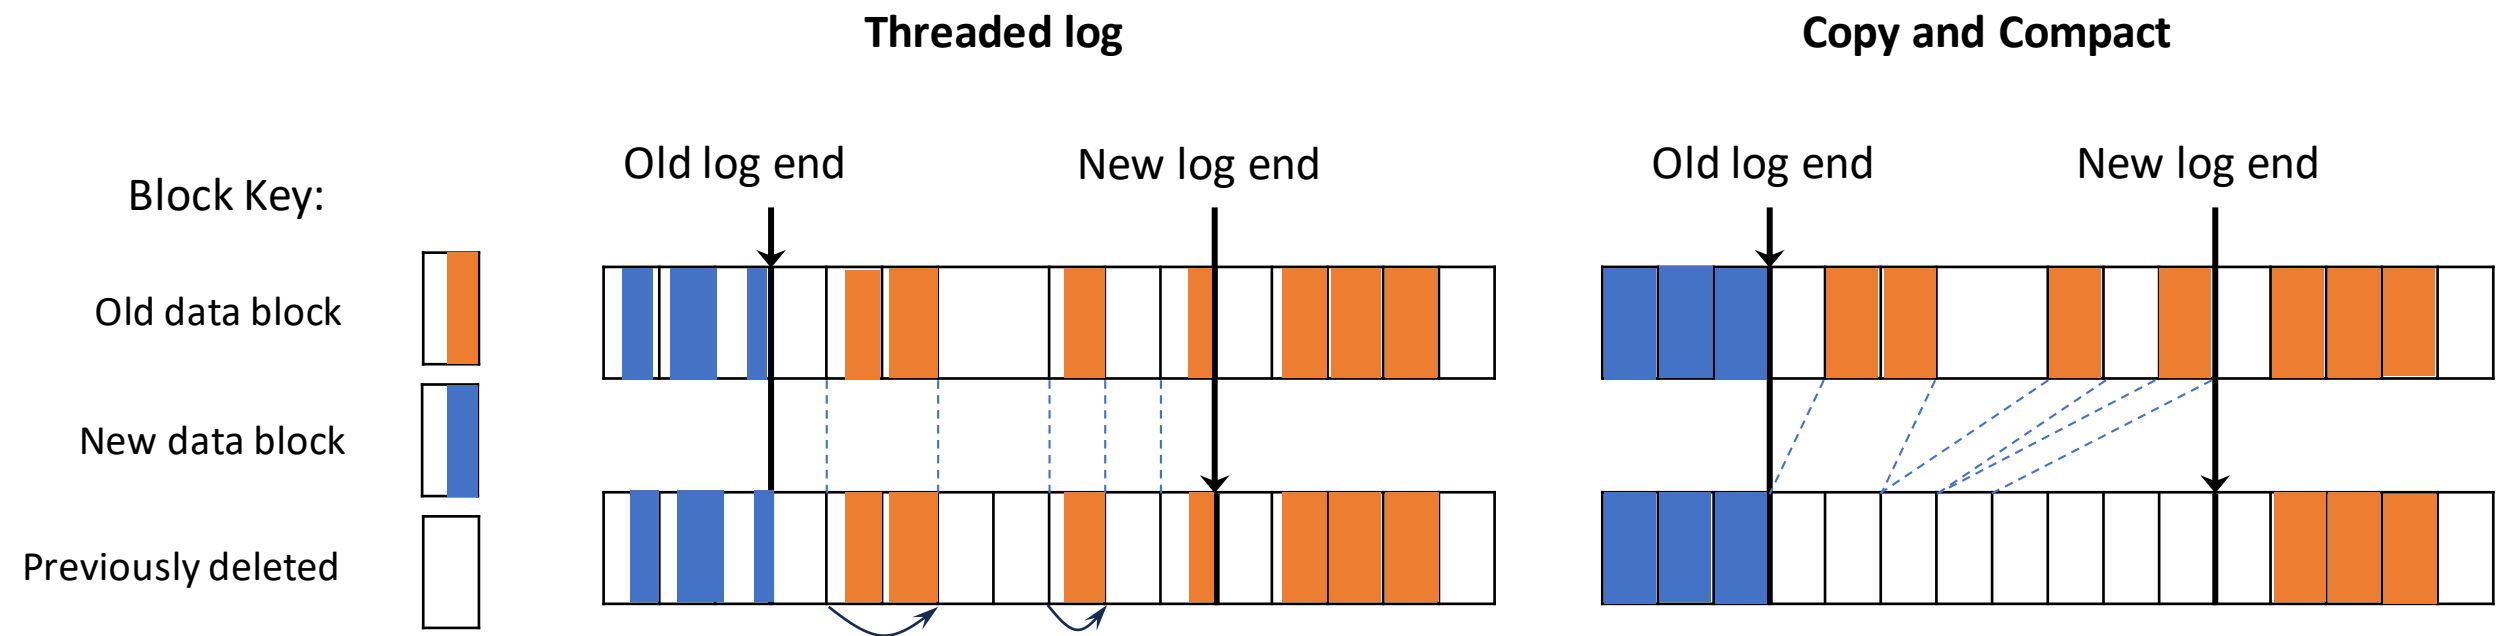 Threaded log
Copy and Compact
Old log end
New log end
Old log end
New log end
Block Key:
Old data block
New data block
Previously deleted